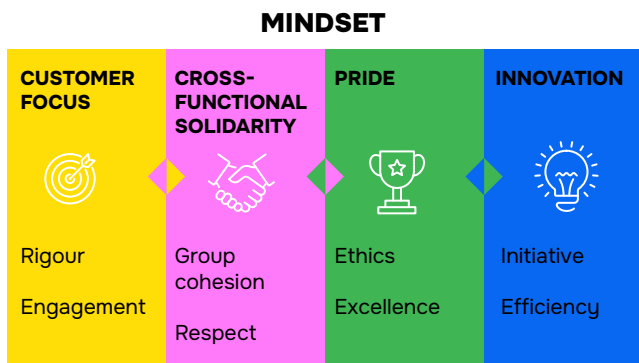 MINDSET
CUSTOMER
FOCUS
Rigour
Engagement
CROSS-
FUNCTIONAL
SOLIDARITY
Group
cohesion
Respect
PRIDE
Ethics
Excellence
INNOVATION
Initiative
Efficiency